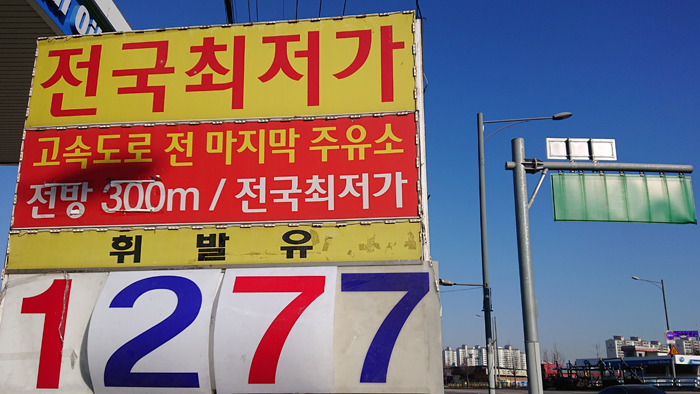 Oil
전국최저가
고속도로 전 마지막 주유소
전방 300m / 전국최저가
휘발유
1277